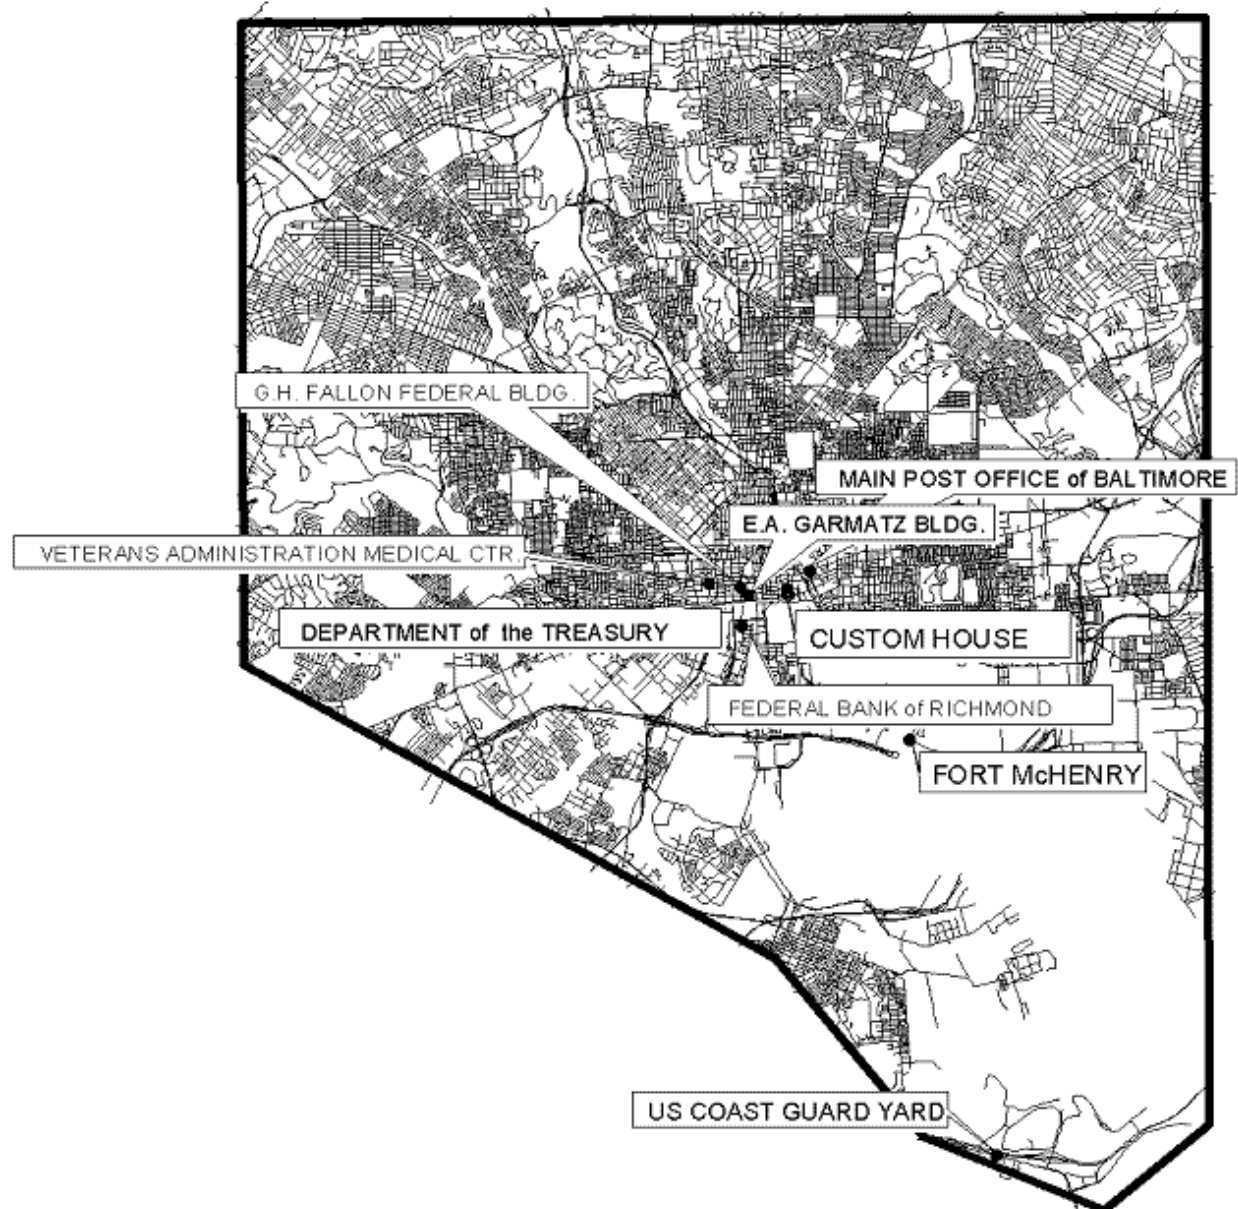 G.H. FALLON FEDERAL BLDG.
MAIN POST OFFICE of BALTIMORE
E.A. GARMATZ BLDG.
VETERANS ADMINISTRATION MEDICAL CTR.
DEPARTMENT of the TREASURY
CUSTOM HOUSE
FEDERAL BANK of RICHMOND
FORT McHENRY
US COAST GUARD YARD